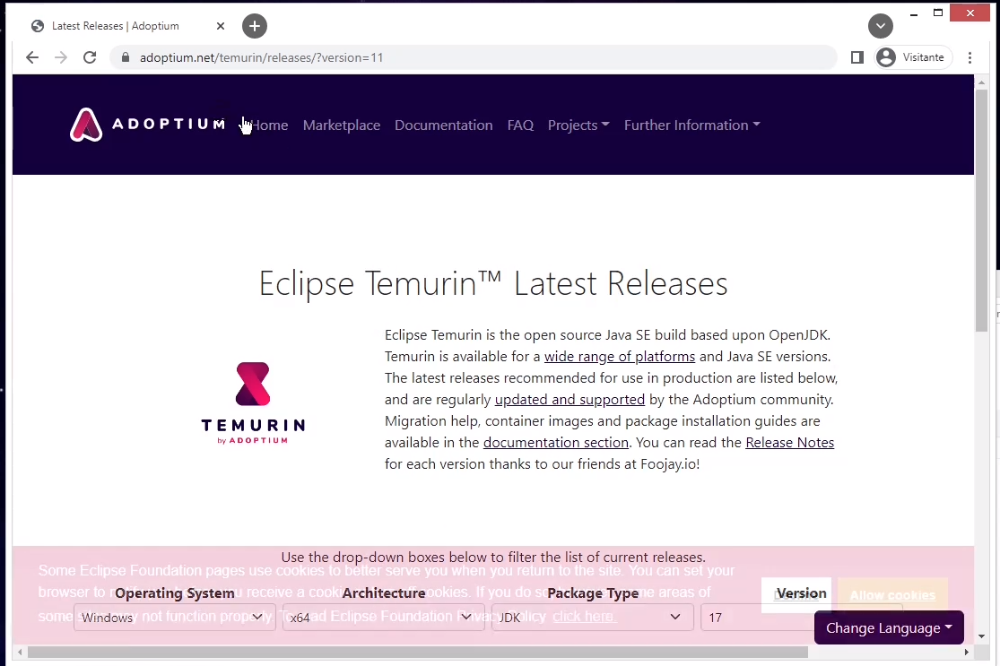 Latest Releases | Adoptium
adoptium.net/temurin/releases/?version=11
Visitante
ADOPTIUM
Home Marketplace Documentation FAQ Projects Further Information
Eclipse Temurin™ Latest Releases
Eclipse Temurin is the open source Java SE build based upon OpenJDK.
Temurin is available for a wide range of platforms and Java SE versions.
The latest releases recommended for use in production are listed below,
and are regularly updated and supported by the Adoptium community.
Migration help, container images and package installation guides are
available in the documentation section. You can read the Release Notes
for each version thanks to our friends at Foojay.io!
TEMURIN
by ADOPTIUM
Use the drop-down boxes below to filter the list of current releases.
Some Eclipse Foundation pages use cookies to better serve you when you return to the site. You can set your
browser to you receive a cookies. If you do so, some areas of
some may not function properly. To read Eclipse Foundation Privacy Policy click here.
Allow cookies
Operating System Architecture Package Type Version
Windows x64 JDK 17
Change Language